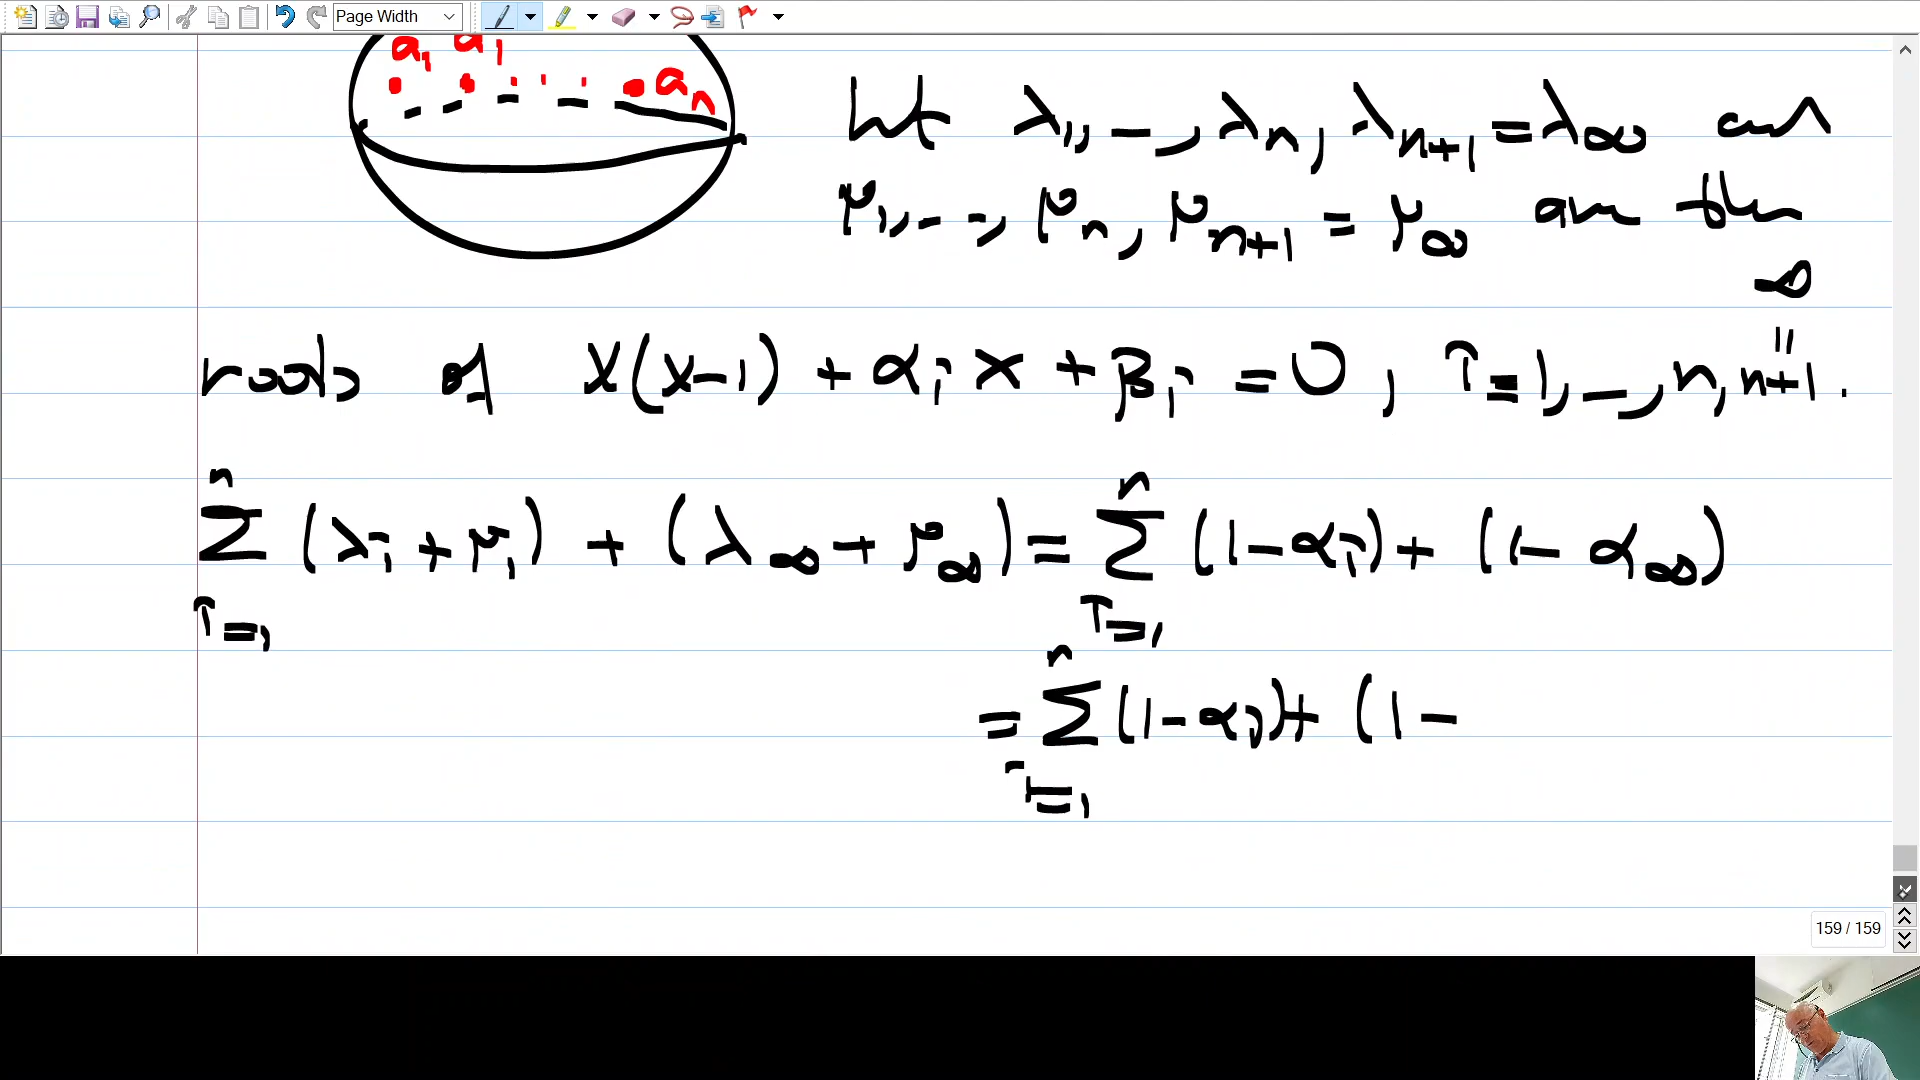 Page Width
a₁ a₁
aₙ
Let λ₁, –, λₙ, λₙ₊₁ = λ∞ and
μ₁, - -, μₙ, μₙ₊₁ = μ∞ are the
∞
||
roots of X(X-1) + αᵢ X + βᵢ = 0, i = 1, –, n, n+1.
n n
Σ (λᵢ + μᵢ) + (λ∞ + μ∞) = Σ (1 - αᵢ) + (1 - α∞)
i=1 i=1
n
= Σ (1 - αᵢ) + (1 -
i=1
159 / 159